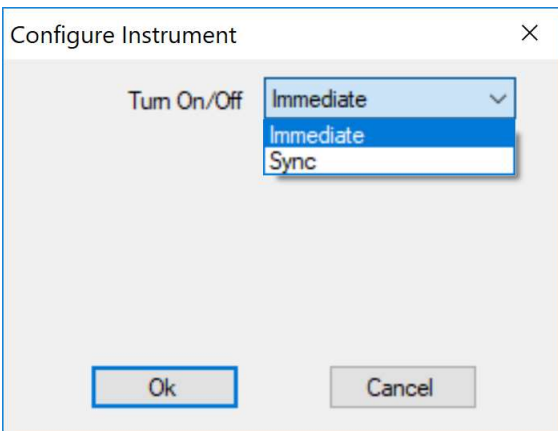 Configure Instrument
Turn On/Off Immediate
Immediate
Sync
Ok Cancel